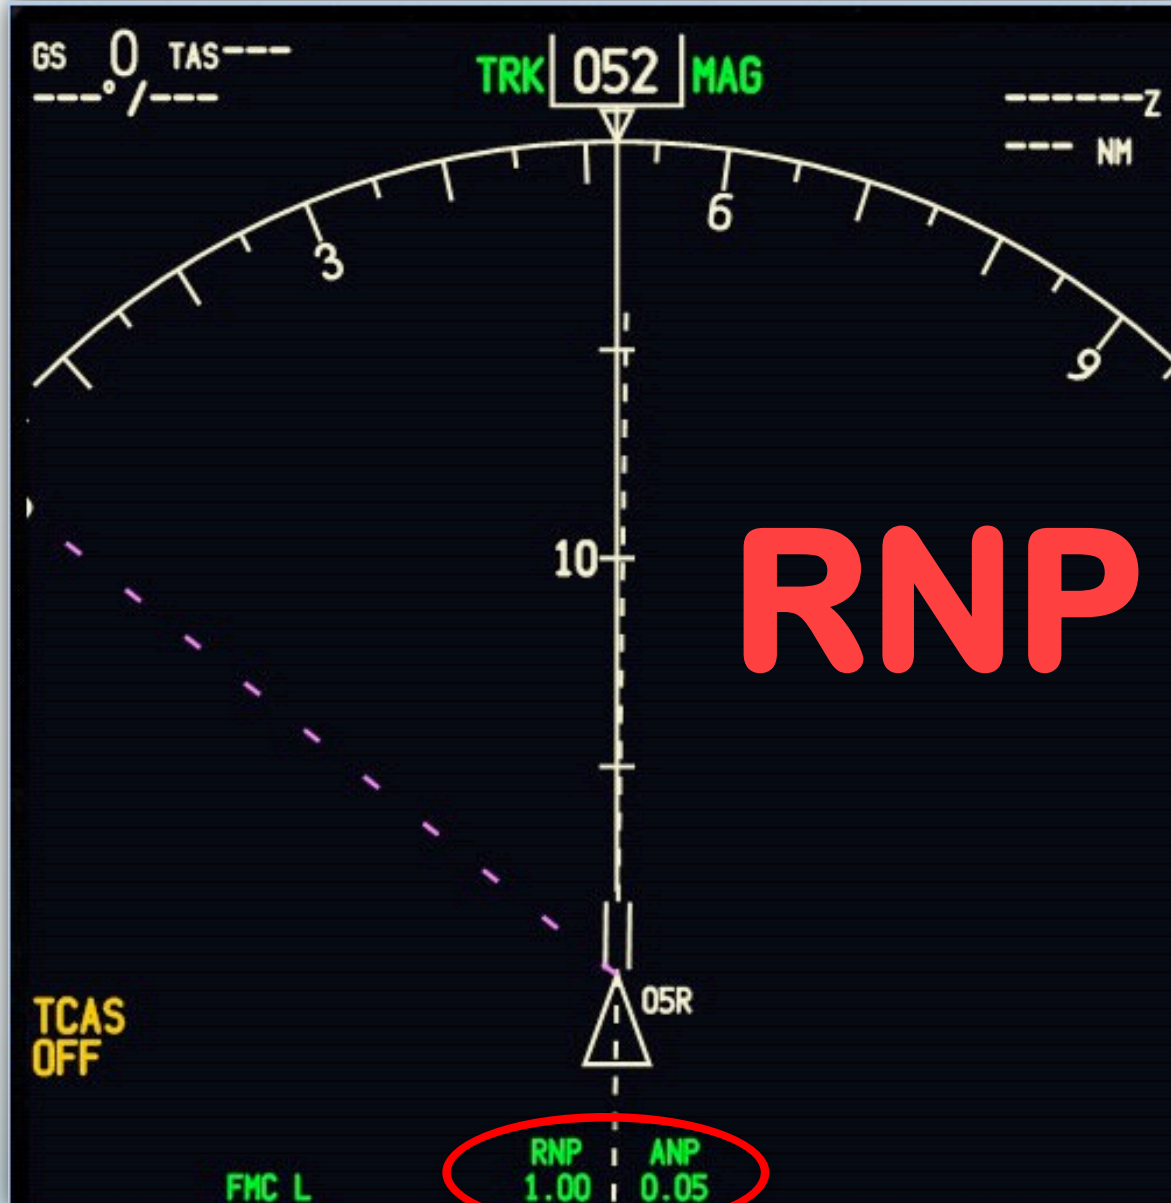 GS 0 TAS---
---°/---
TRK 052 MAG
------Z
--- NM
3
6
9
10
RNP
05R
TCAS
OFF
RNP ANP
FMC L 1.00 0.05